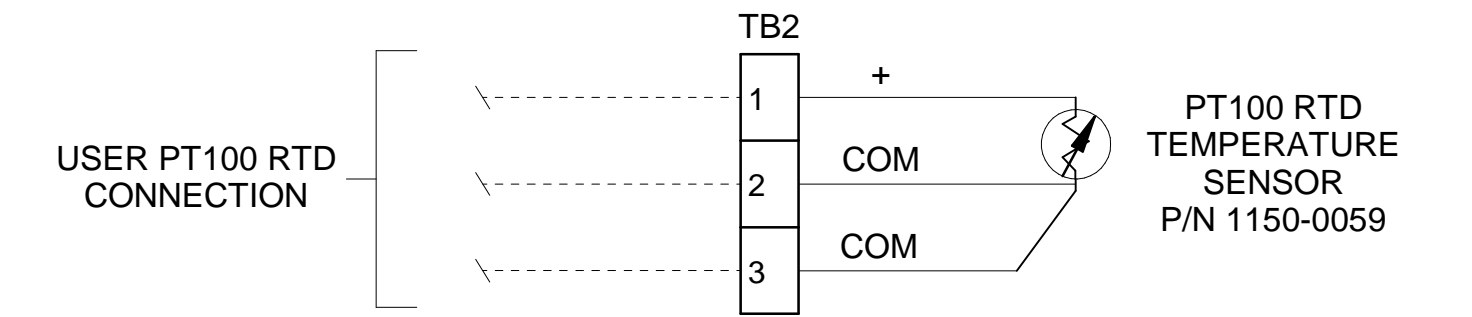 TB2
USER PT100 RTD
CONNECTION
1
+
2
COM
3
COM
PT100 RTD
TEMPERATURE
SENSOR
P/N 1150-0059